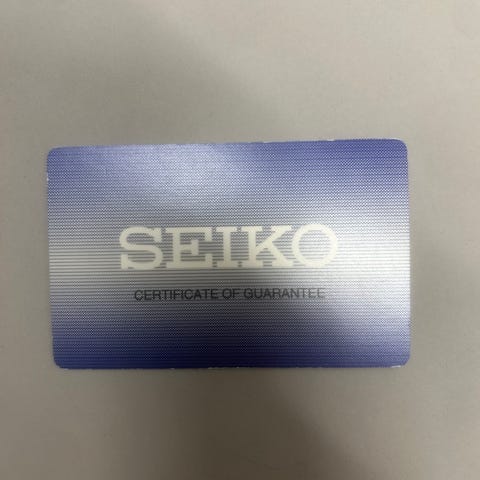 SEIKO
CERTIFICATE OF GUARANTEE